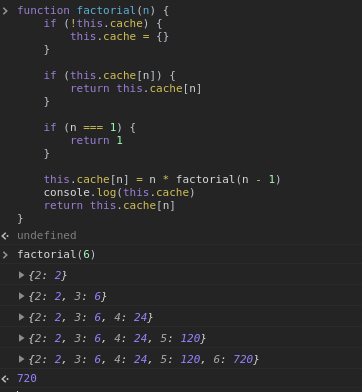 function factorial(n) {
    if (!this.cache) {
        this.cache = {}
    }

    if (this.cache[n]) {
        return this.cache[n]
    }

    if (n === 1) {
        return 1
    }

    this.cache[n] = n * factorial(n - 1)
    console.log(this.cache)
    return this.cache[n]
}
undefined
factorial(6)
{2: 2}
{2: 2, 3: 6}
{2: 2, 3: 6, 4: 24}
{2: 2, 3: 6, 4: 24, 5: 120}
{2: 2, 3: 6, 4: 24, 5: 120, 6: 720}
720